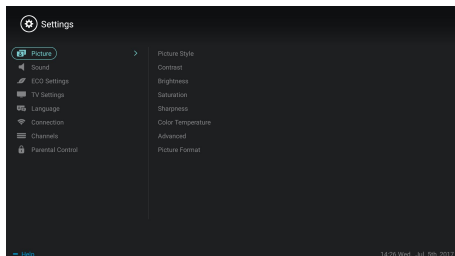 Settings
Picture
Sound
ECO Settings
TV Settings
Language
Connection
Channels
Parental Control
Picture Style
Contrast
Brightness
Saturation
Sharpness
Color Temperature
Advanced
Picture Format
Help
14:26 Wed Jul. 5th, 2017